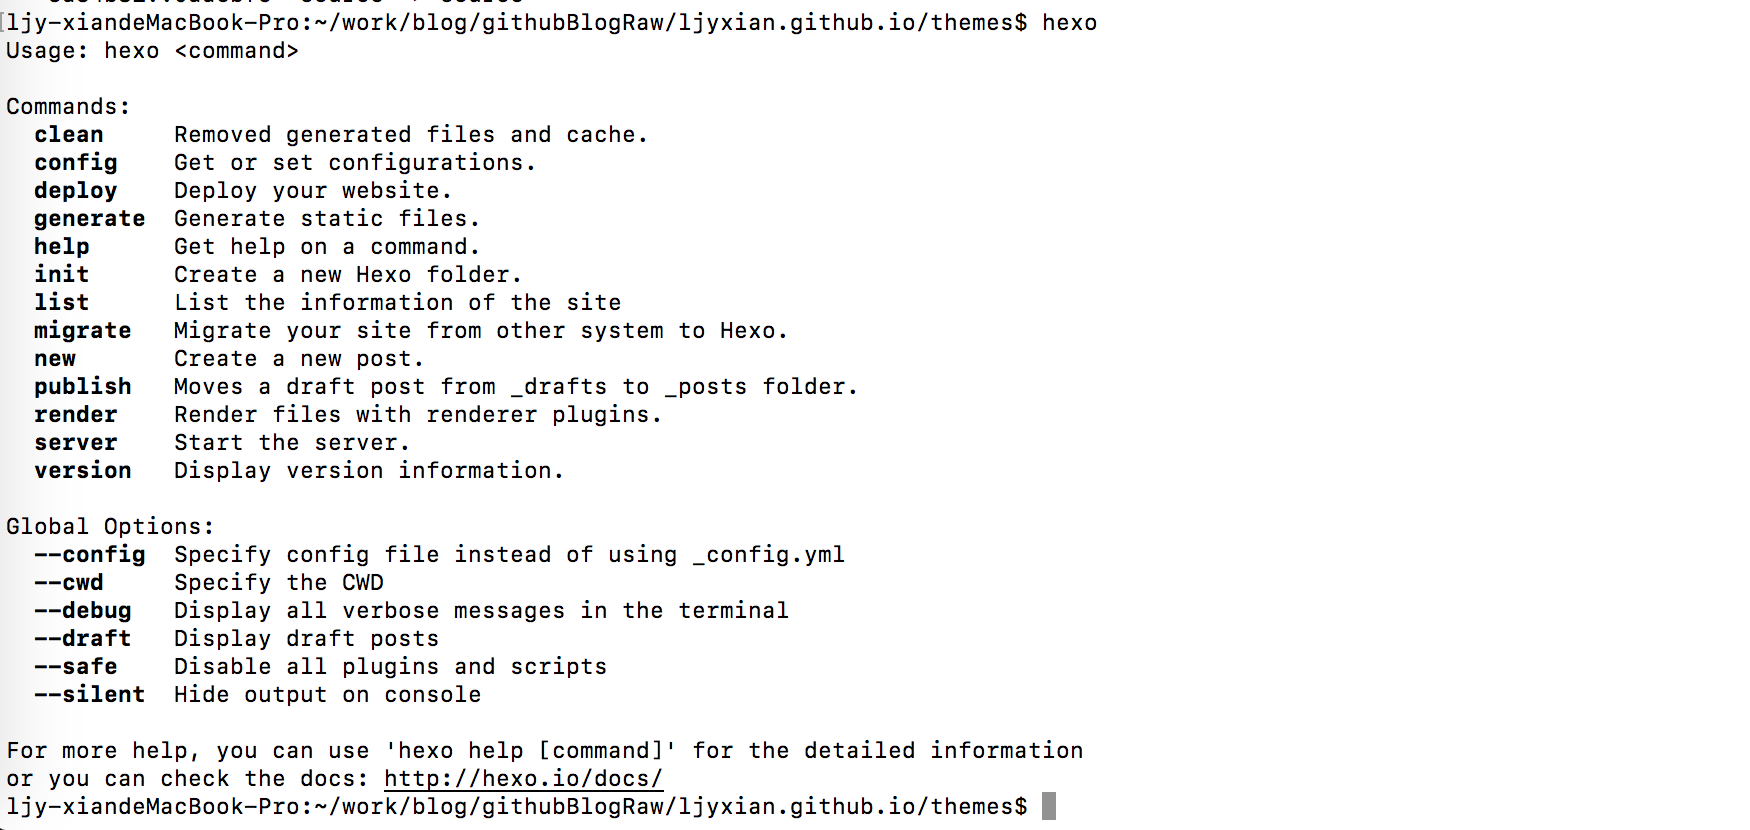 ljy-xiandeMacBook-Pro:~/work/blog/githubBlogRaw/ljyxian.github.io/themes$ hexo
Usage: hexo <command>

Commands:
  clean     Removed generated files and cache.
  config    Get or set configurations.
  deploy    Deploy your website.
  generate  Generate static files.
  help      Get help on a command.
  init      Create a new Hexo folder.
  list      List the information of the site
  migrate   Migrate your site from other system to Hexo.
  new       Create a new post.
  publish   Moves a draft post from _drafts to _posts folder.
  render    Render files with renderer plugins.
  server    Start the server.
  version   Display version information.

Global Options:
  --config  Specify config file instead of using _config.yml
  --cwd     Specify the CWD
  --debug   Display all verbose messages in the terminal
  --draft   Display draft posts
  --safe    Disable all plugins and scripts
  --silent  Hide output on console

For more help, you can use 'hexo help [command]' for the detailed information
or you can check the docs: http://hexo.io/docs/
ljy-xiandeMacBook-Pro:~/work/blog/githubBlogRaw/ljyxian.github.io/themes$